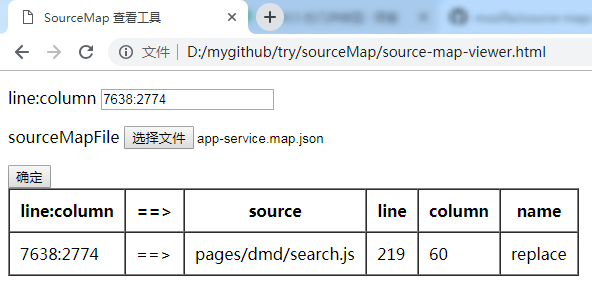 SourceMap 查看工具
文件 D:/mygithub/try/sourceMap/source-map-viewer.html
line:column 7638:2774
sourceMapFile 选择文件 app-service.map.json
确定
line:column ==> source line column name
7638:2774 ==> pages/dmd/search.js 219 60 replace